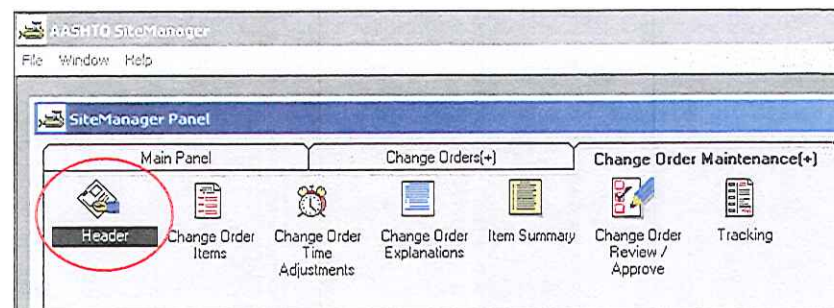 AASHTO SiteManager
File Window Help
SiteManager Panel
Main Panel Change Orders(+) Change Order Maintenance(+)
Header Change Order Items Change Order Time Adjustments Change Order Explanations Item Summary Change Order Review / Approve Tracking